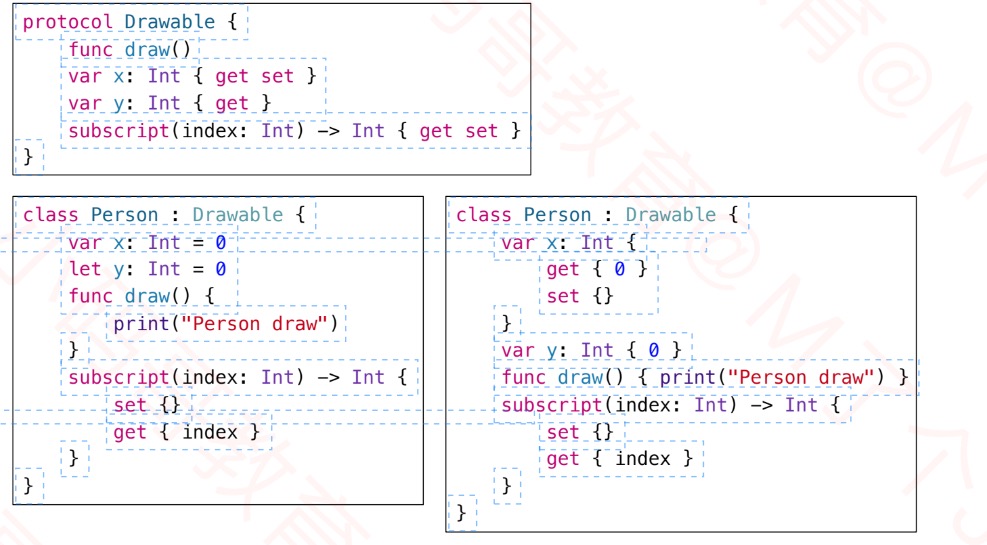 protocol Drawable {
    func draw()
    var x: Int { get set }
    var y: Int { get }
    subscript(index: Int) -> Int { get set }
}
class Person : Drawable {
    var x: Int = 0
    let y: Int = 0
    func draw() {
        print("Person draw")
    }
    subscript(index: Int) -> Int {
        set {}
        get { index }
    }
}
class Person : Drawable {
    var x: Int {
        get { 0 }
        set {}
    }
    var y: Int { 0 }
    func draw() { print("Person draw") }
    subscript(index: Int) -> Int {
        set {}
        get { index }
    }
}